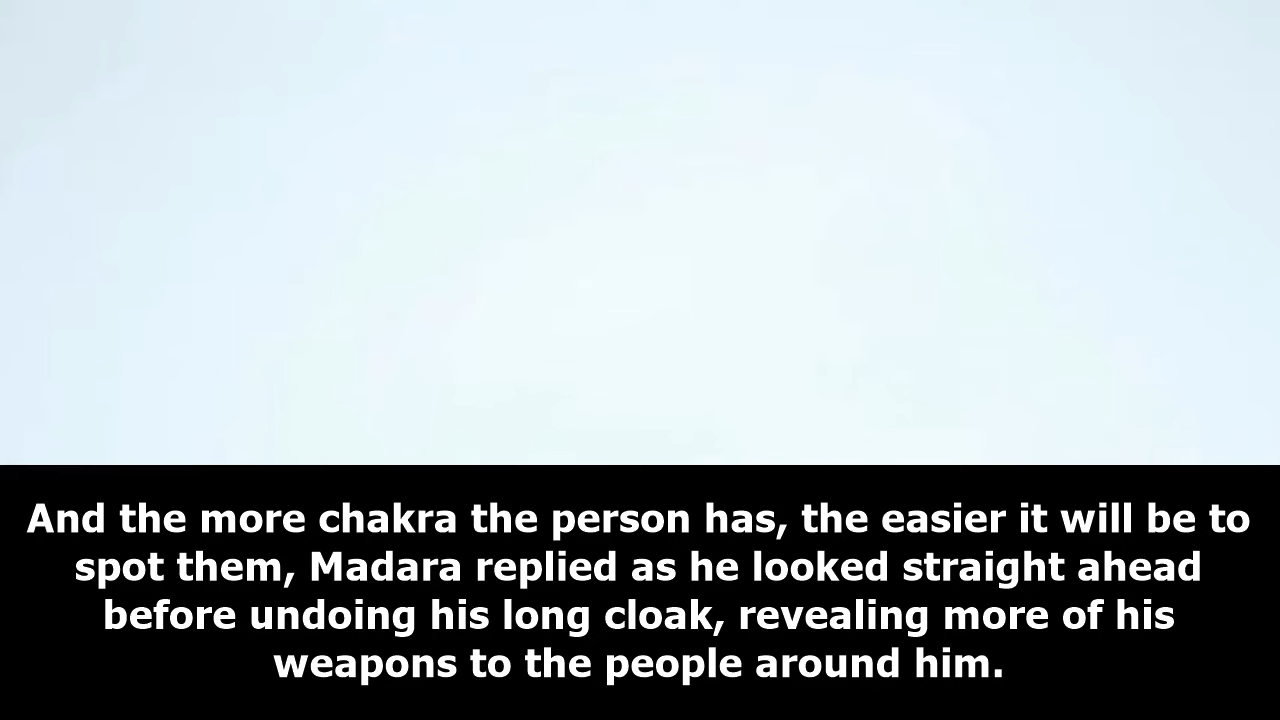 And the more chakra the person has, the easier it will be to
spot them, Madara replied as he looked straight ahead
before undoing his long cloak, revealing more of his
weapons to the people around him.